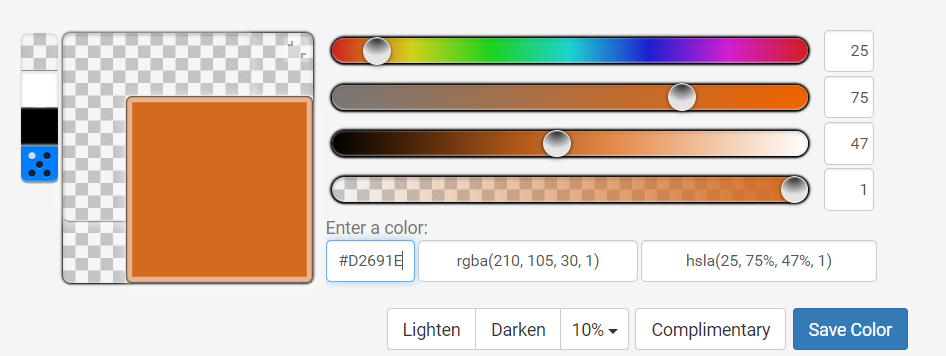 25
75
47
1
Enter a color:
#D2691E rgba(210, 105, 30, 1) hsla(25, 75%, 47%, 1)
Lighten Darken 10% Complimentary Save Color